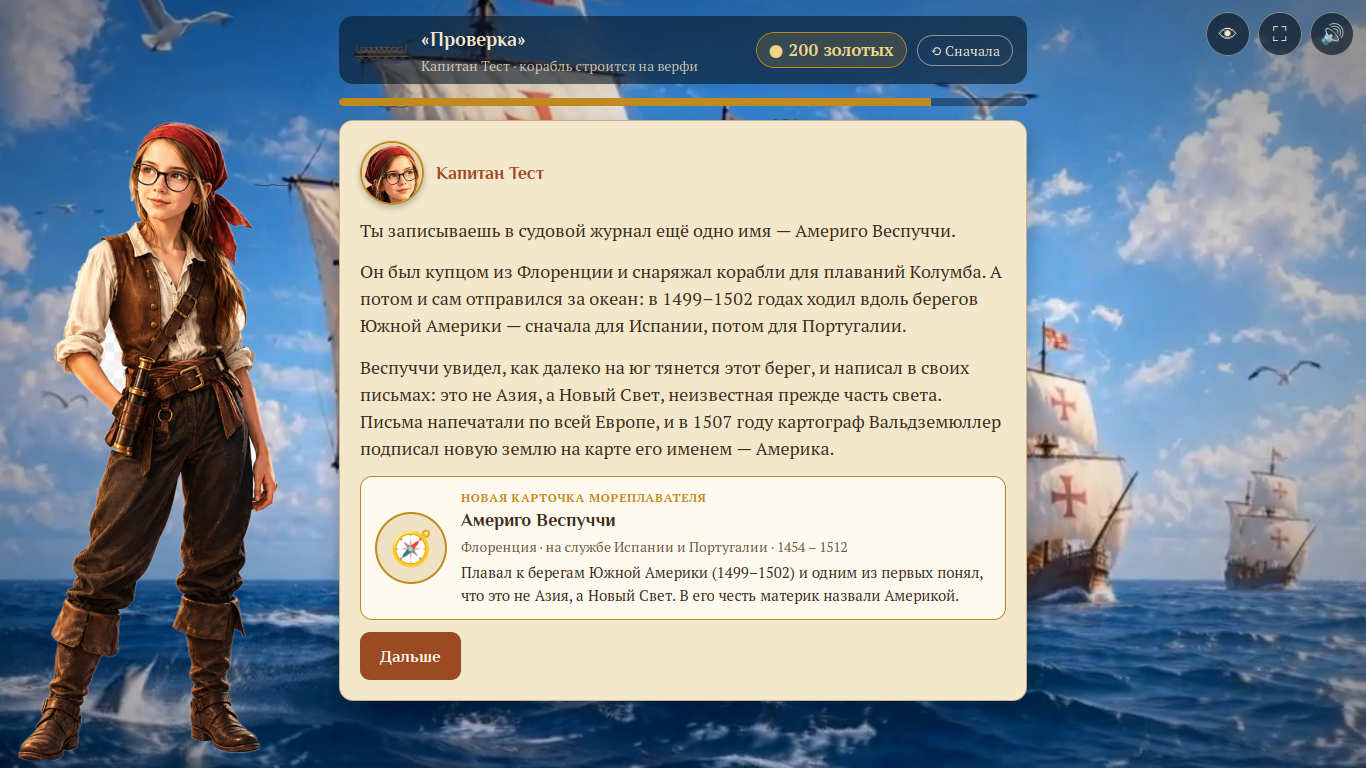 «Проверка»
Капитан Тест · корабль строится на верфи
200 золотых
⟲ Сначала
Капитан Тест
Ты записываешь в судовой журнал ещё одно имя — Америго Веспуччи.
Он был купцом из Флоренции и снаряжал корабли для плаваний Колумба. А
потом и сам отправился за океан: в 1499–1502 годах ходил вдоль берегов
Южной Америки — сначала для Испании, потом для Португалии.
Веспуччи увидел, как далеко на юг тянется этот берег, и написал в своих
письмах: это не Азия, а Новый Свет, неизвестная прежде часть света.
Письма напечатали по всей Европе, и в 1507 году картограф Вальдземюллер
подписал новую землю на карте его именем — Америка.
НОВАЯ КАРТОЧКА МОРЕПЛАВАТЕЛЯ
Америго Веспуччи
Флоренция · на службе Испании и Португалии · 1454 – 1512
Плавал к берегам Южной Америки (1499–1502) и одним из первых понял,
что это не Азия, а Новый Свет. В его честь материк назвали Америкой.
Дальше